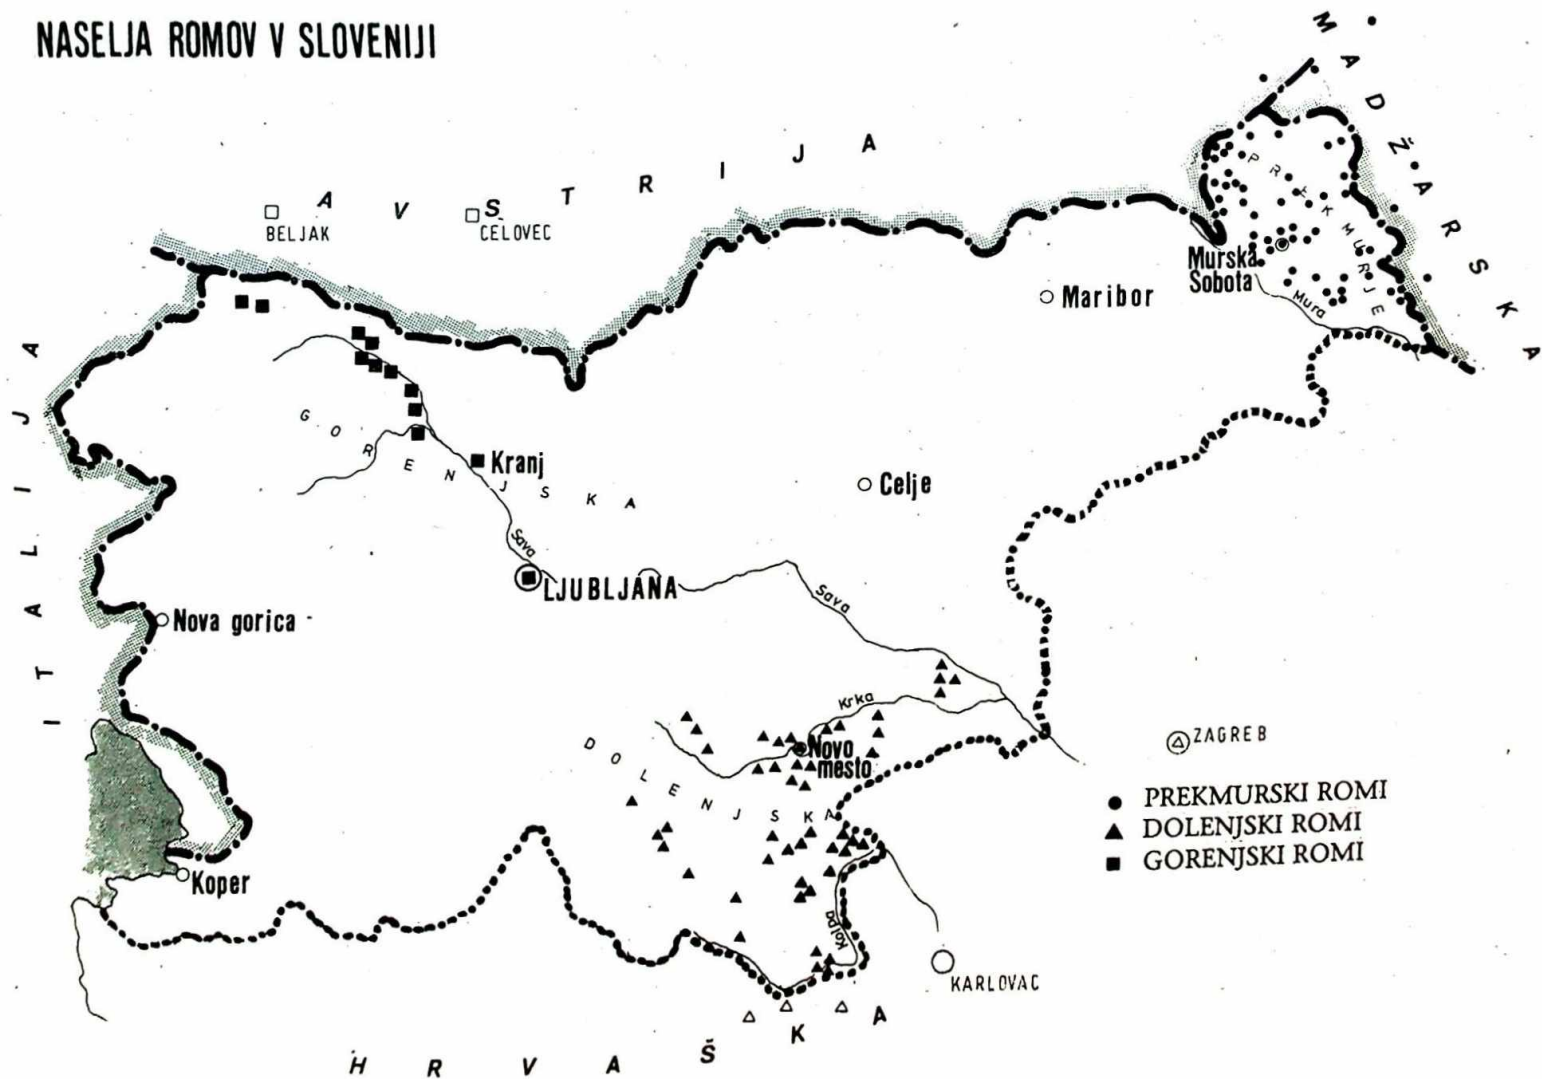 NASELJA ROMOV V SLOVENIJI
MADŽARSKA
AVSTRIJA
PREKMURJE
BELJAK
CELOVEC
Murska
Sobota
Maribor
Mura
ITALIJA
GORENJSKA
Kranj
Celje
Sava
LJUBLJANA
Sava
Nova gorica
Krka
DOLENJSKA
Novo
mesto
ZAGREB
PREKMURSKI ROMI
DOLENJSKI ROMI
GORENJSKI ROMI
Koper
Kolpa
KARLOVAC
HRVAŠKA